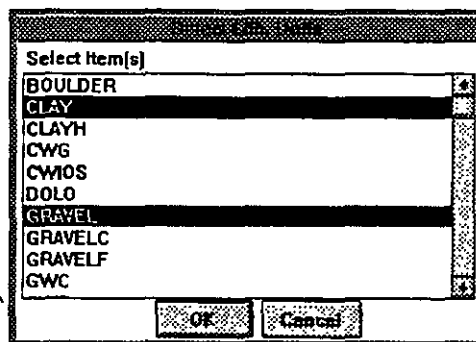 Select Item[s]
BOULDER
CLAY
CLAYH
CWG
CWIOS
DOLO
GRAVEL
GRAVELC
GRAVELF
GWC
OK Cancel